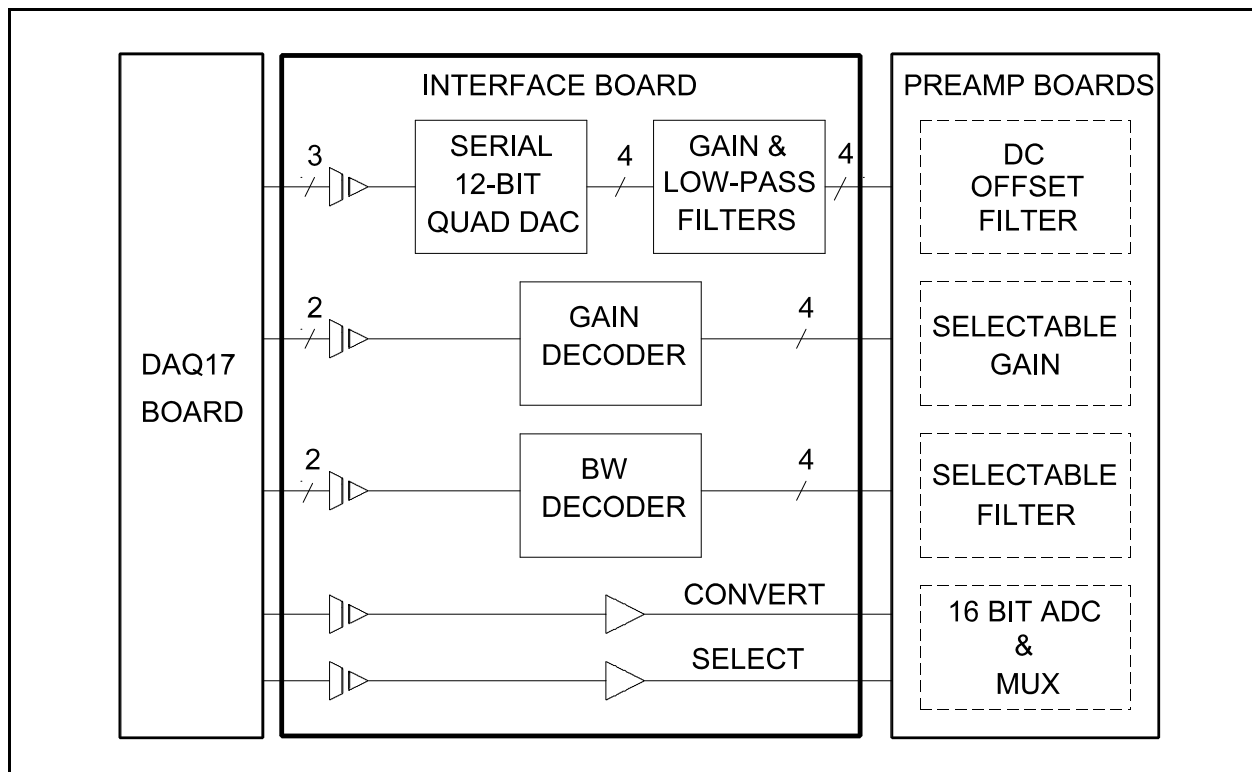 DAQ17
BOARD
INTERFACE BOARD
3
SERIAL
12-BIT
QUAD DAC
4
GAIN &
LOW-PASS
FILTERS
4
2
GAIN
DECODER
4
2
BW
DECODER
4
CONVERT
SELECT
PREAMP BOARDS
DC
OFFSET
FILTER
SELECTABLE
GAIN
SELECTABLE
FILTER
16 BIT ADC
&
MUX